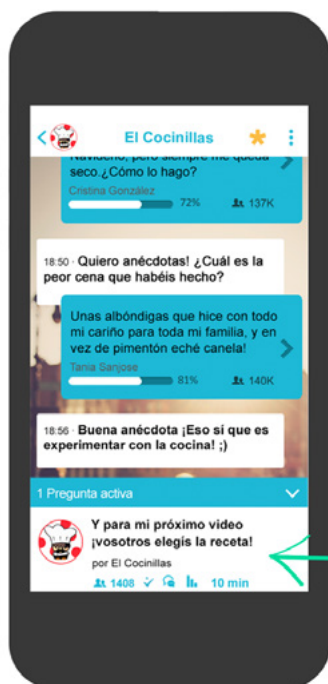 El Cocinillas
Navideño, pero siempre me queda
seco.¿Cómo lo hago?
Cristina González
72% 137K
18:50 · Quiero anécdotas! ¿Cuál es la
peor cena que habéis hecho?
Unas albóndigas que hice con todo
mi cariño para toda mi familia, y en
vez de pimentón eché canela!
Tania Sanjose
81% 140K
18:56 · Buena anécdota ¡Eso si que es
experimentar con la cocina! ;)
1 Pregunta activa
Y para mi próximo video
¡vosotros elegís la receta!
por El Cocinillas
1408 10 min